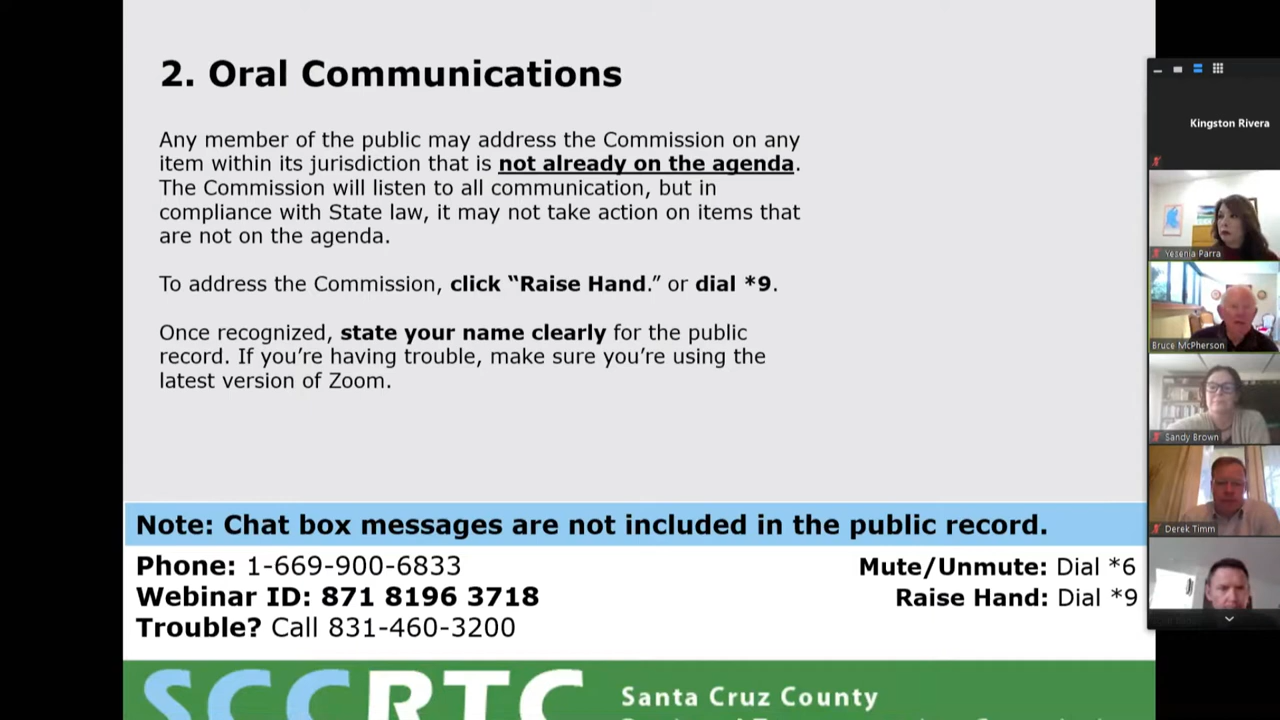 2. Oral Communications
Any member of the public may address the Commission on any
item within its jurisdiction that is not already on the agenda.
The Commission will listen to all communication, but in
compliance with State law, it may not take action on items that
are not on the agenda.
To address the Commission, click “Raise Hand.” or dial *9.
Once recognized, state your name clearly for the public
record. If you’re having trouble, make sure you’re using the
latest version of Zoom.
Note: Chat box messages are not included in the public record.
Phone: 1-669-900-6833
Webinar ID: 871 8196 3718
Trouble? Call 831-460-3200
Mute/Unmute: Dial *6
Raise Hand: Dial *9
SCCRTC
Santa Cruz County
Kingston Rivera
Yesenia Parra
Bruce McPherson
Sandy Brown
Derek Timm